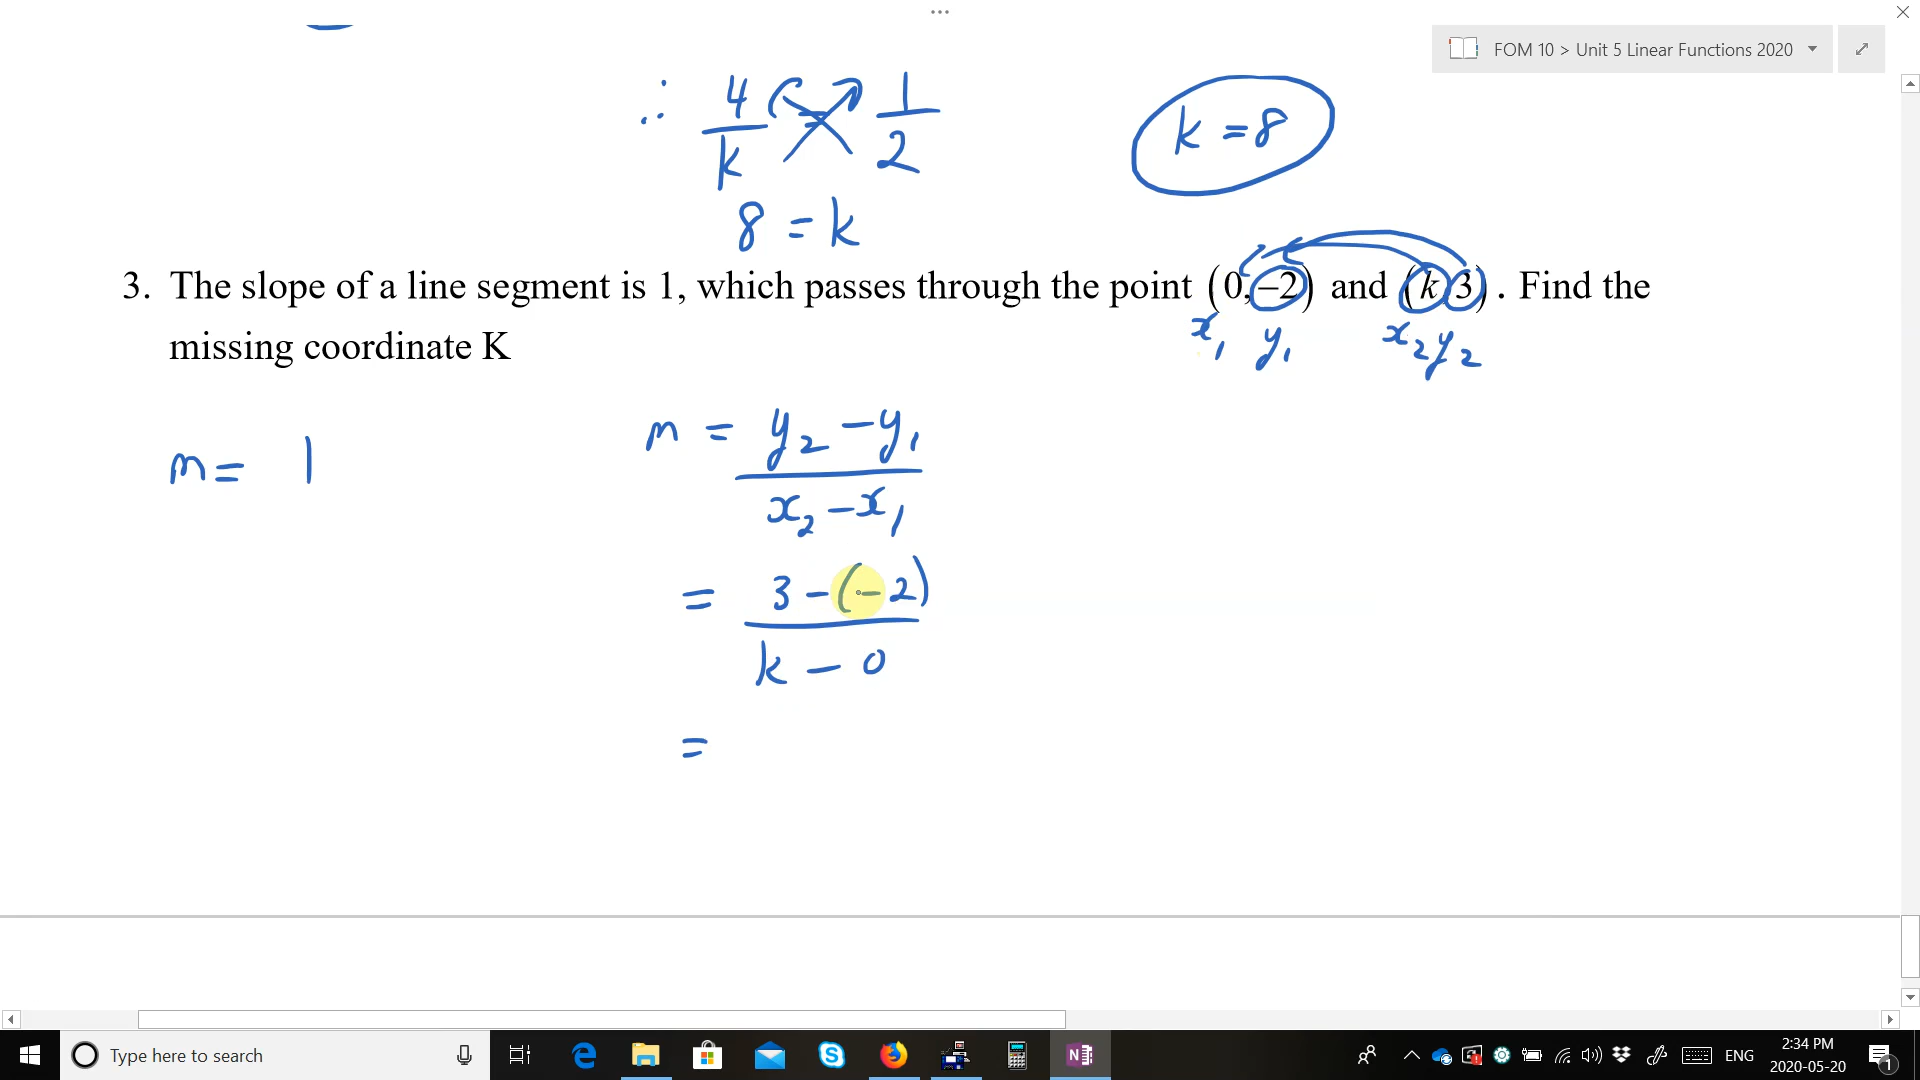 FOM 10 > Unit 5 Linear Functions 2020
∴ 4/k = 1/2
k = 8
8 = k
3. The slope of a line segment is 1, which passes through the point (0, −2) and (k, 3). Find the
x₁ y₁ x₂ y₂
missing coordinate K
m = 1
m = y₂ − y₁
x₂ − x₁
= 3 − (−2)
k − 0
=
Type here to search
ENG
2:34 PM
2020-05-20
1